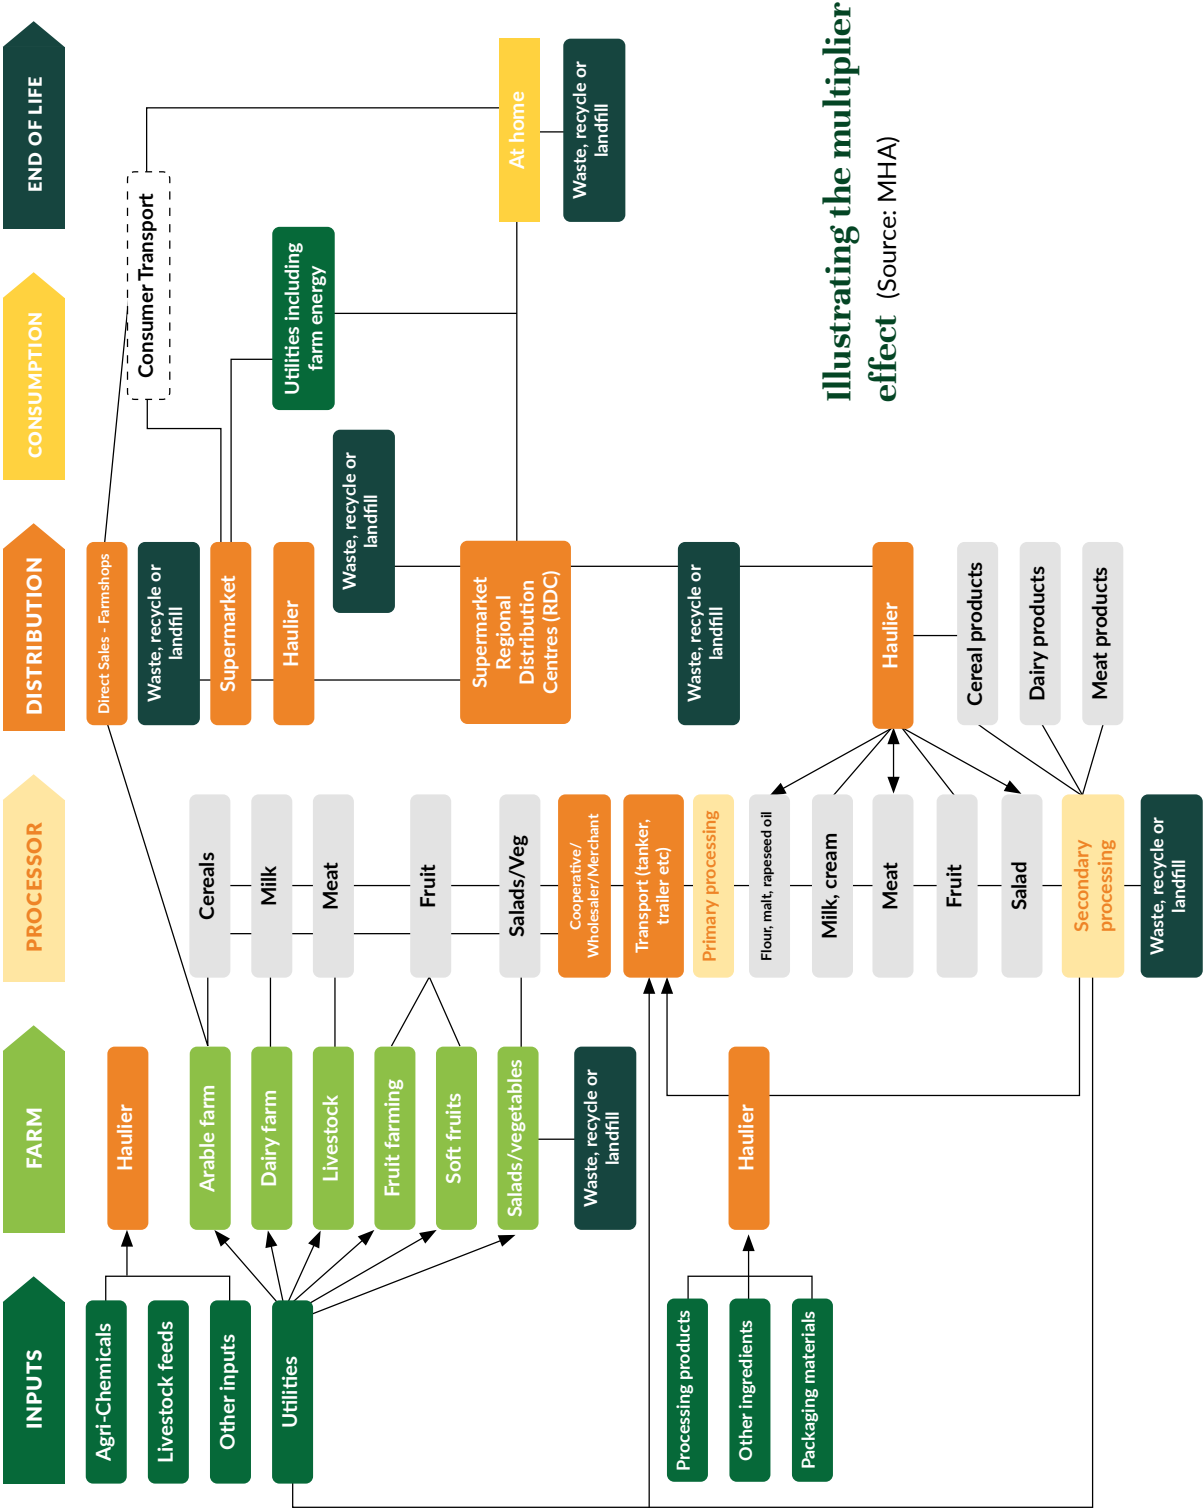 INPUTS
FARM
PROCESSOR
DISTRIBUTION
CONSUMPTION
END OF LIFE
Agri-Chemicals
Livestock feeds
Other inputs
Utilities
Processing products
Other ingredients
Packaging materials
Haulier
Arable farm
Dairy farm
Livestock
Fruit farming
Soft fruits
Salads/vegetables
Waste, recycle or
landfill
Haulier
Cereals
Milk
Meat
Fruit
Salads/Veg
Cooperative/
Wholesaler/Merchant
Transport (tanker,
trailer etc)
Primary processing
Flour, malt, rapeseed oil
Milk, cream
Meat
Fruit
Salad
Secondary
processing
Waste, recycle or
landfill
Direct Sales - Farmshops
Waste, recycle or
landfill
Supermarket
Haulier
Waste, recycle or
landfill
Supermarket
Regional
Distribution
Centres (RDC)
Waste, recycle or
landfill
Haulier
Cereal products
Dairy products
Meat products
Consumer Transport
Utilities including
farm energy
At home
Waste, recycle or
landfill
Illustrating the multiplier
effect (Source: MHA)